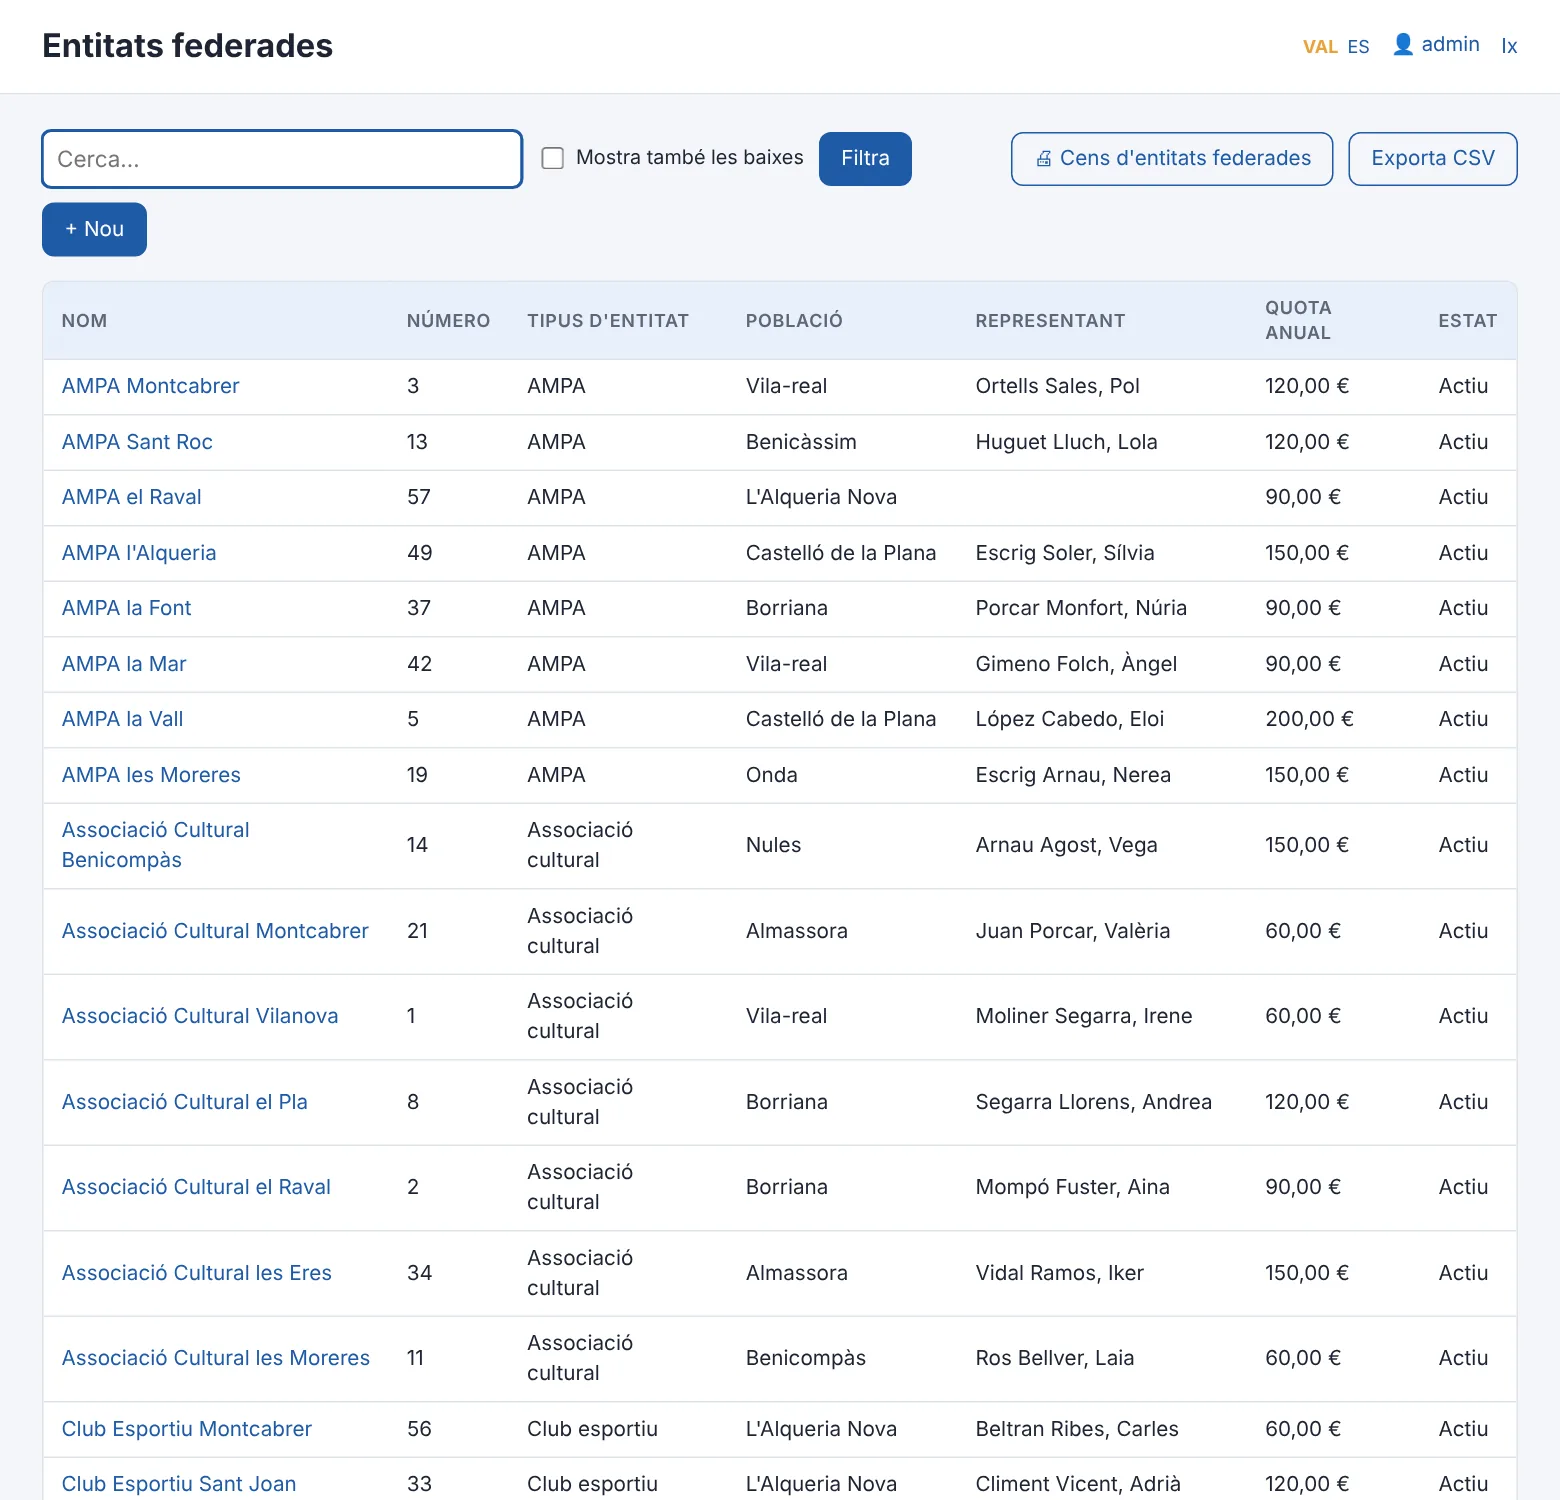 Entitats federades
VAL ES admin Ix
Cerca...
Mostra també les baixes
Filtra
Cens d'entitats federades
Exporta CSV
+ Nou
NOM NÚMERO TIPUS D'ENTITAT POBLACIÓ REPRESENTANT QUOTA ANUAL ESTAT
AMPA Montcabrer 3 AMPA Vila-real Ortells Sales, Pol 120,00 € Actiu
AMPA Sant Roc 13 AMPA Benicàssim Huguet Lluch, Lola 120,00 € Actiu
AMPA el Raval 57 AMPA L'Alqueria Nova 90,00 € Actiu
AMPA l'Alqueria 49 AMPA Castelló de la Plana Escrig Soler, Sílvia 150,00 € Actiu
AMPA la Font 37 AMPA Borriana Porcar Monfort, Núria 90,00 € Actiu
AMPA la Mar 42 AMPA Vila-real Gimeno Folch, Àngel 90,00 € Actiu
AMPA la Vall 5 AMPA Castelló de la Plana López Cabedo, Eloi 200,00 € Actiu
AMPA les Moreres 19 AMPA Onda Escrig Arnau, Nerea 150,00 € Actiu
Associació Cultural Benicompàs 14 Associació cultural Nules Arnau Agost, Vega 150,00 € Actiu
Associació Cultural Montcabrer 21 Associació cultural Almassora Juan Porcar, Valèria 60,00 € Actiu
Associació Cultural Vilanova 1 Associació cultural Vila-real Moliner Segarra, Irene 60,00 € Actiu
Associació Cultural el Pla 8 Associació cultural Borriana Segarra Llorens, Andrea 120,00 € Actiu
Associació Cultural el Raval 2 Associació cultural Borriana Mompó Fuster, Aina 90,00 € Actiu
Associació Cultural les Eres 34 Associació cultural Almassora Vidal Ramos, Iker 150,00 € Actiu
Associació Cultural les Moreres 11 Associació cultural Benicompàs Ros Bellver, Laia 60,00 € Actiu
Club Esportiu Montcabrer 56 Club esportiu L'Alqueria Nova Beltran Ribes, Carles 60,00 € Actiu
Club Esportiu Sant Joan 33 Club esportiu L'Alqueria Nova Climent Vicent, Adrià 120,00 € Actiu